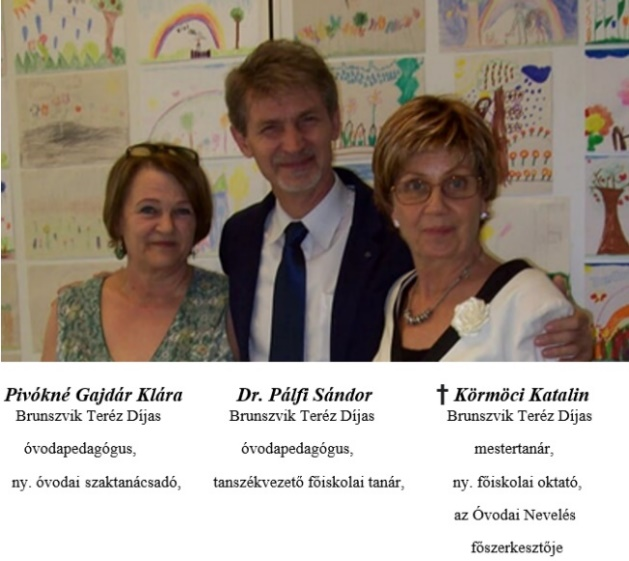 Pivókné Gajdár Klára
Brunszvik Teréz Díjas
óvodapedagógus,
ny. óvodai szaktanácsadó,
Dr. Pálfi Sándor
Brunszvik Teréz Díjas
óvodapedagógus,
tanszékvezető főiskolai tanár,
† Körmöci Katalin
Brunszvik Teréz Díjas
mestertanár,
ny. főiskolai oktató,
az Óvodai Nevelés
főszerkesztője